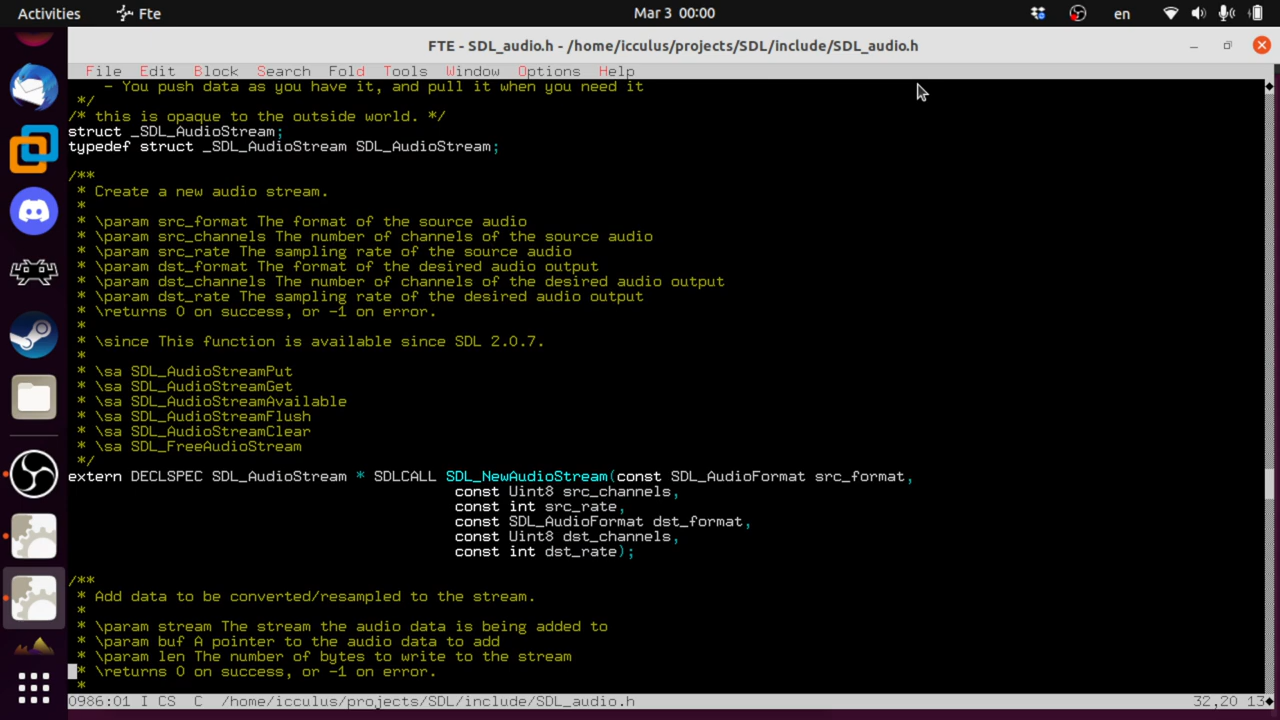 Activities
Fte
Mar 3 00:00
en
FTE - SDL_audio.h - /home/icculus/projects/SDL/include/SDL_audio.h
File Edit Block Search Fold Tools Window Options Help
- You push data as you have it, and pull it when you need it
*/
/* this is opaque to the outside world. */
struct _SDL_AudioStream;
typedef struct _SDL_AudioStream SDL_AudioStream;
/**
* Create a new audio stream.
*
* \param src_format The format of the source audio
* \param src_channels The number of channels of the source audio
* \param src_rate The sampling rate of the source audio
* \param dst_format The format of the desired audio output
* \param dst_channels The number of channels of the desired audio output
* \param dst_rate The sampling rate of the desired audio output
* \returns 0 on success, or -1 on error.
*
* \since This function is available since SDL 2.0.7.
*
* \sa SDL_AudioStreamPut
* \sa SDL_AudioStreamGet
* \sa SDL_AudioStreamAvailable
* \sa SDL_AudioStreamFlush
* \sa SDL_AudioStreamClear
* \sa SDL_FreeAudioStream
*/
extern DECLSPEC SDL_AudioStream * SDLCALL SDL_NewAudioStream(const SDL_AudioFormat src_format,
const Uint8 src_channels,
const int src_rate,
const SDL_AudioFormat dst_format,
const Uint8 dst_channels,
const int dst_rate);
/**
* Add data to be converted/resampled to the stream.
*
* \param stream The stream the audio data is being added to
* \param buf A pointer to the audio data to add
* \param len The number of bytes to write to the stream
* \returns 0 on success, or -1 on error.
*
0986:01 I CS C /home/icculus/projects/SDL/include/SDL_audio.h 32,20 13